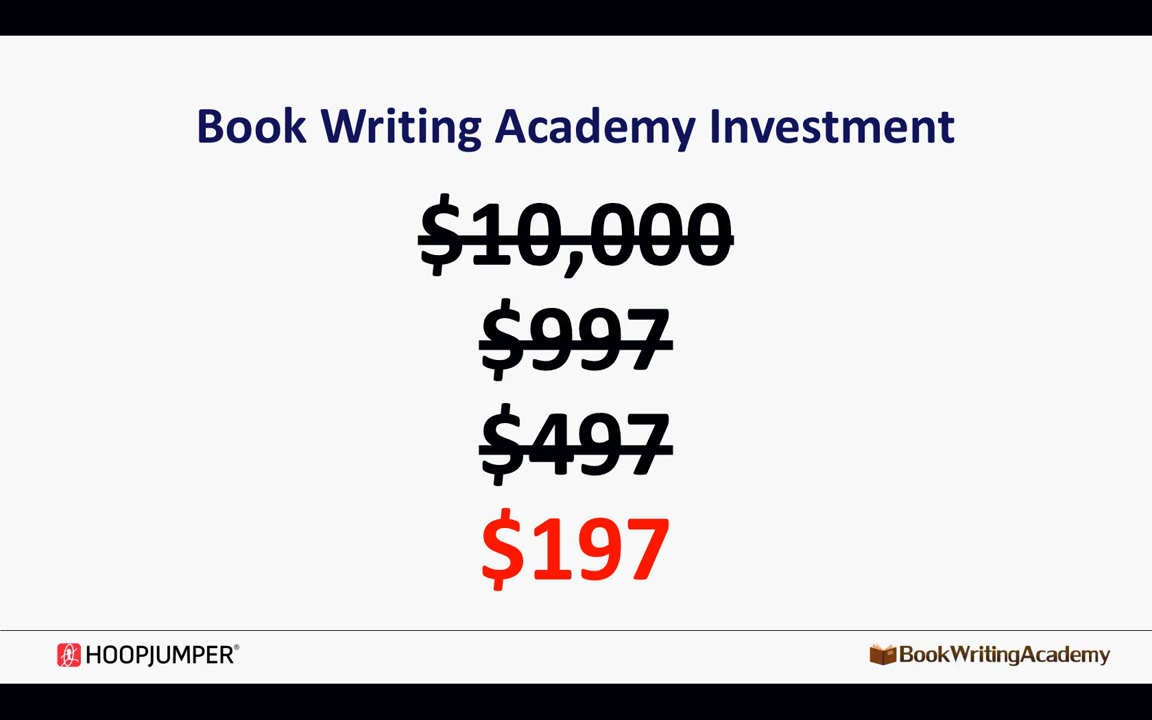 Book Writing Academy Investment
$10,000
$997
$497
$197
HOOPJUMPER®
BookWritingAcademy